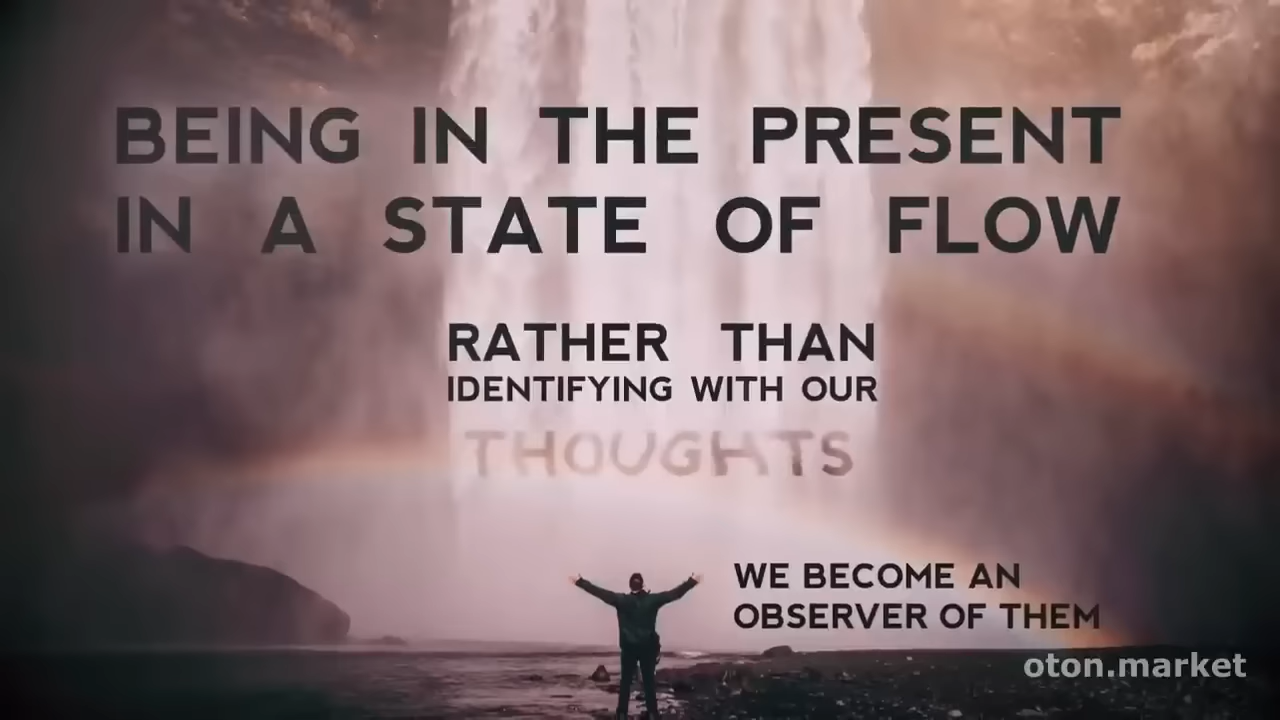 BEING IN THE PRESENT
IN A STATE OF FLOW
RATHER THAN
IDENTIFYING WITH OUR
THOUGHTS
WE BECOME AN
OBSERVER OF THEM
oton.market